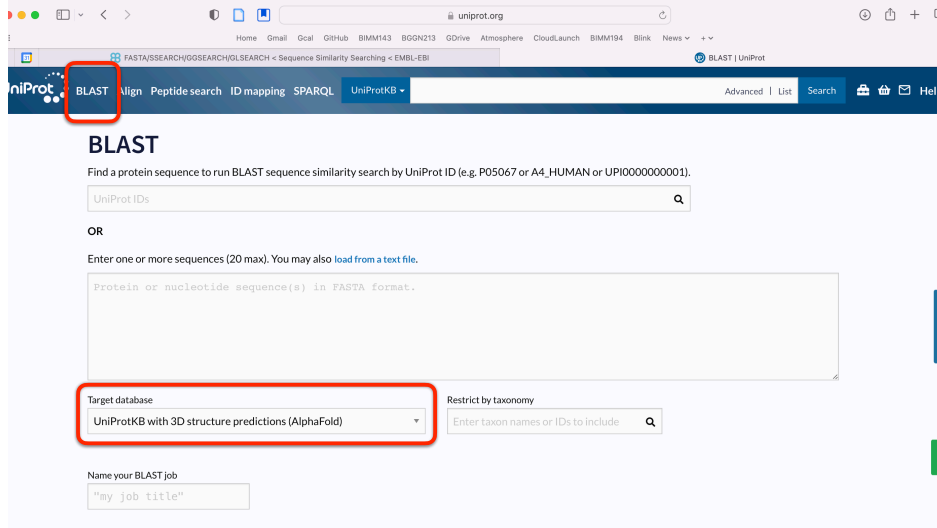 uniprot.org
Home Gmail Gcal GitHub BIMM143 BGGN213 GDrive Atmosphere CloudLaunch BIMM194 Blink News
FASTA/SSEARCH/GGSEARCH/GLSEARCH < Sequence Similarity Searching < EMBL-EBI
BLAST | UniProt
UniProt BLAST Align Peptide search ID mapping SPARQL UniProtKB Advanced | List Search Hel
BLAST
Find a protein sequence to run BLAST sequence similarity search by UniProt ID (e.g. P05067 or A4_HUMAN or UPI0000000001).
UniProt IDs
OR
Enter one or more sequences (20 max). You may also load from a text file.
Protein or nucleotide sequence(s) in FASTA format.
Target database
UniProtKB with 3D structure predictions (AlphaFold)
Restrict by taxonomy
Enter taxon names or IDs to include
Name your BLAST job
"my job title"